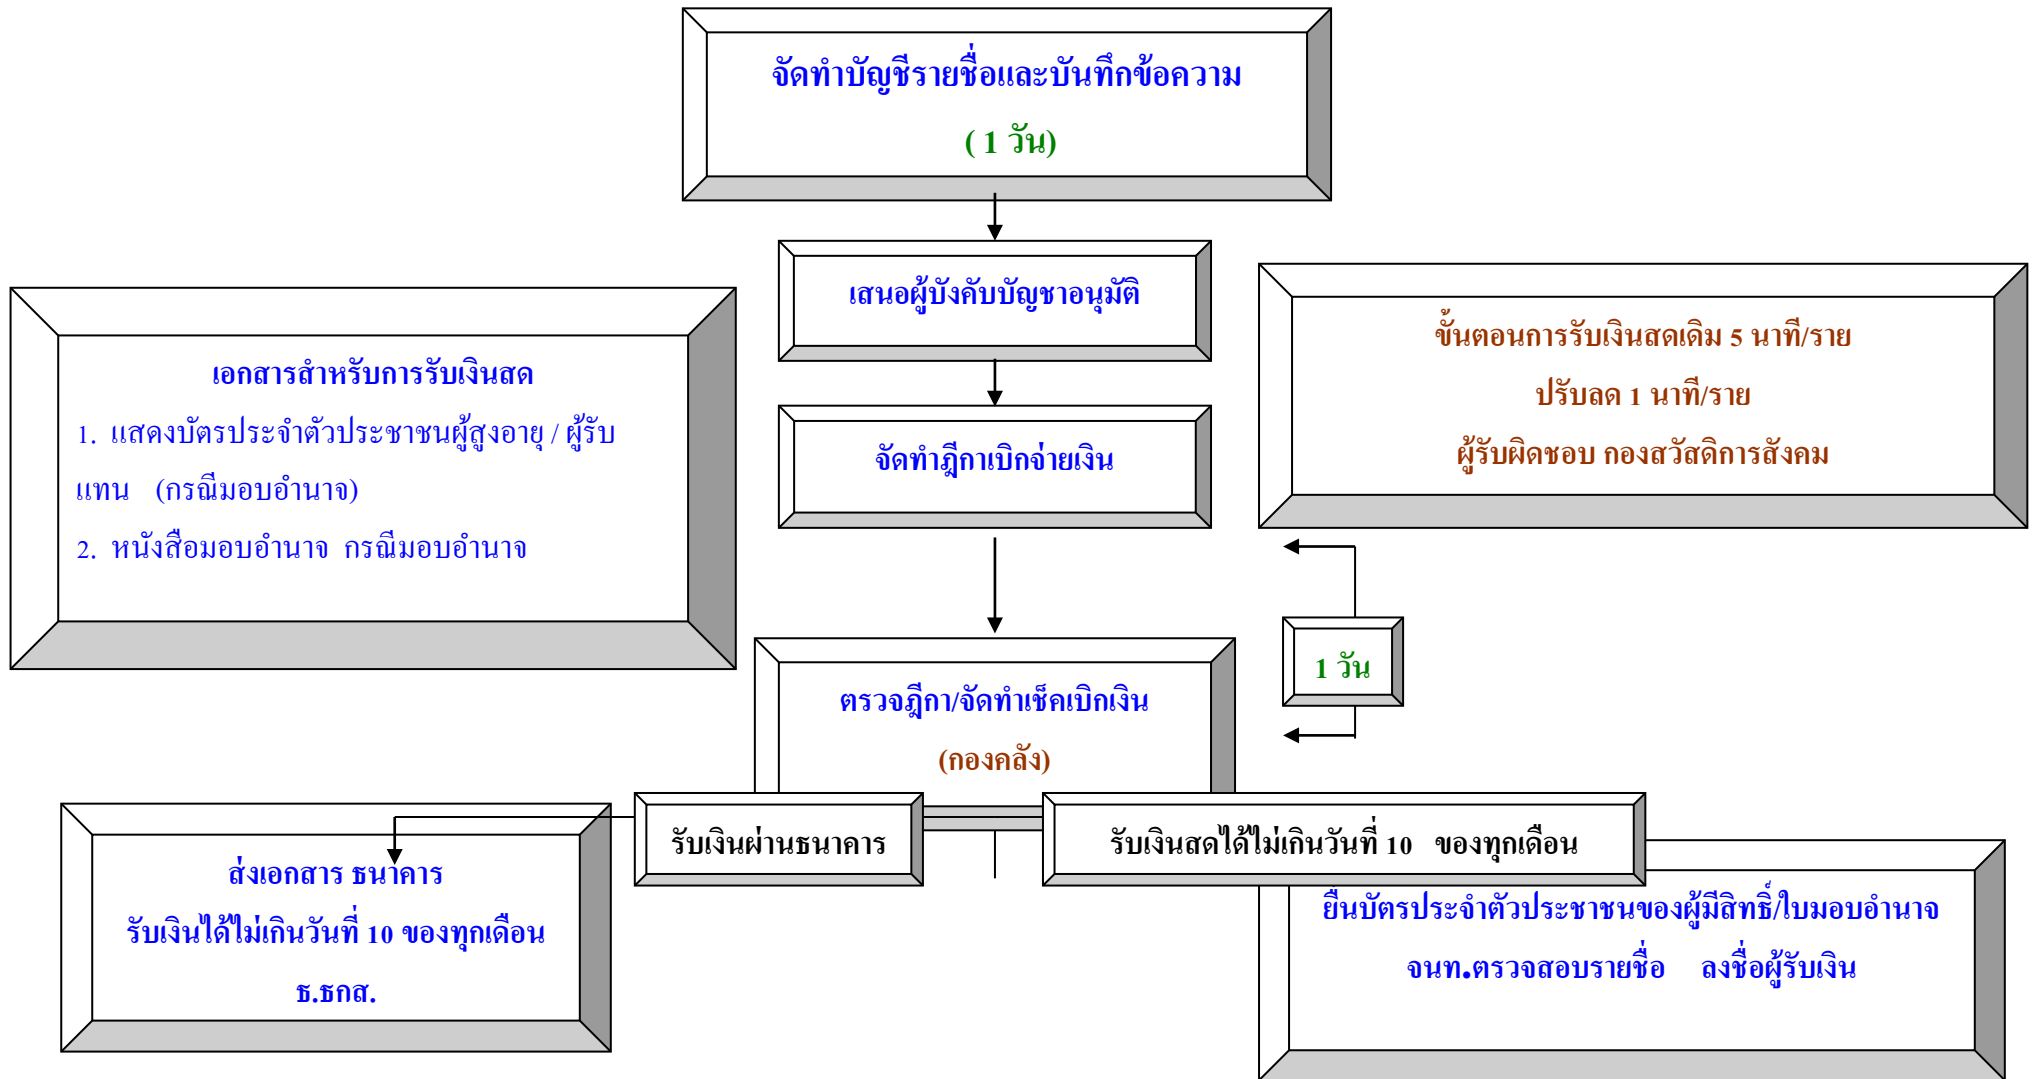 จัดทำบัญชีรายชื่อและบันทึกข้อความ
( 1 วัน)
เสนอผู้บังคับบัญชาอนุมัติ
เอกสารสำหรับการรับเงินสด
1. แสดงบัตรประจำตัวประชาชนผู้สูงอายุ / ผู้รับ
แทน (กรณีมอบอำนาจ)
2. หนังสือมอบอำนาจ กรณีมอบอำนาจ
ขั้นตอนการรับเงินสดเดิม 5 นาที/ราย
ปรับลด 1 นาที/ราย
ผู้รับผิดชอบ กองสวัสดิการสังคม
จัดทำฎีกาเบิกจ่ายเงิน
1 วัน
ตรวจฎีกา/จัดทำเช็คเบิกเงิน
(กองคลัง)
รับเงินผ่านธนาคาร
รับเงินสดได้ไม่เกินวันที่ 10 ของทุกเดือน
ส่งเอกสาร ธนาคาร
รับเงินได้ไม่เกินวันที่ 10 ของทุกเดือน
ธ.ธกส.
ยื่นบัตรประจำตัวประชาชนของผู้มีสิทธิ์/ใบมอบอำนาจ
จนท.ตรวจสอบรายชื่อ ลงชื่อผู้รับเงิน